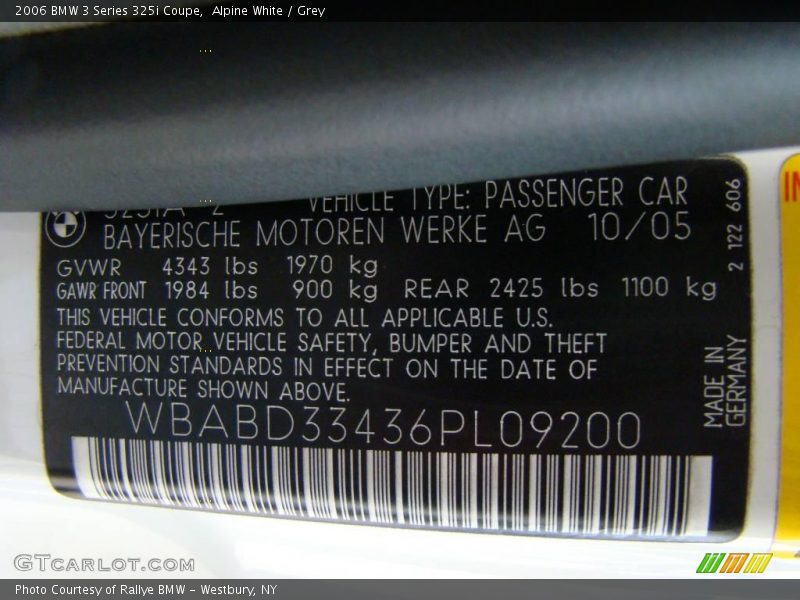 2006 BMW 3 Series 325i Coupe,  Alpine White / Grey
VEHICLE TYPE: PASSENGER CAR
BAYERISCHE MOTOREN WERKE AG 10/05
GVWR 4343 lbs 1970 kg
GAWR FRONT 1984 lbs 900 kg REAR 2425 lbs 1100 kg
THIS VEHICLE CONFORMS TO ALL APPLICABLE U.S.
FEDERAL MOTOR VEHICLE SAFETY, BUMPER AND THEFT
PREVENTION STANDARDS IN EFFECT ON THE DATE OF
MANUFACTURE SHOWN ABOVE.
WBABD33436PL09200
2 122 606
MADE IN
GERMANY
GTCARLOT.COM
Photo Courtesy of Rallye BMW - Westbury, NY